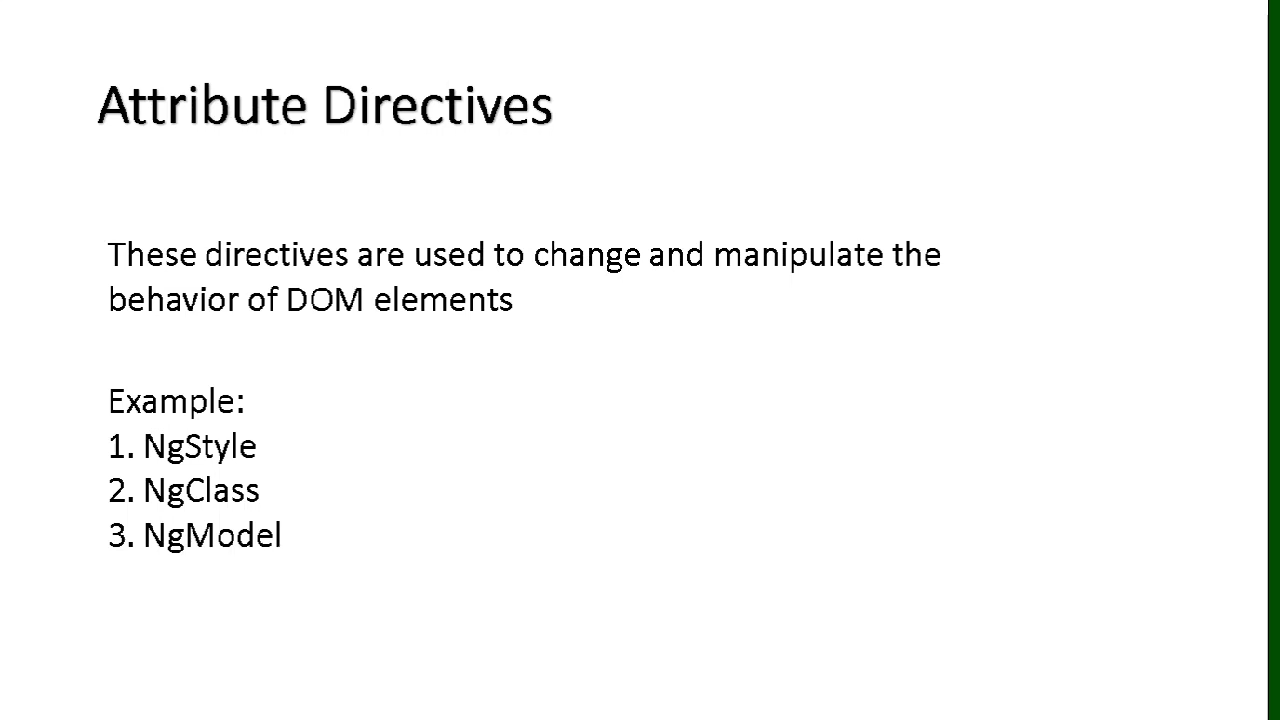 Attribute Directives
These directives are used to change and manipulate the
behavior of DOM elements
Example:
1. NgStyle
2. NgClass
3. NgModel